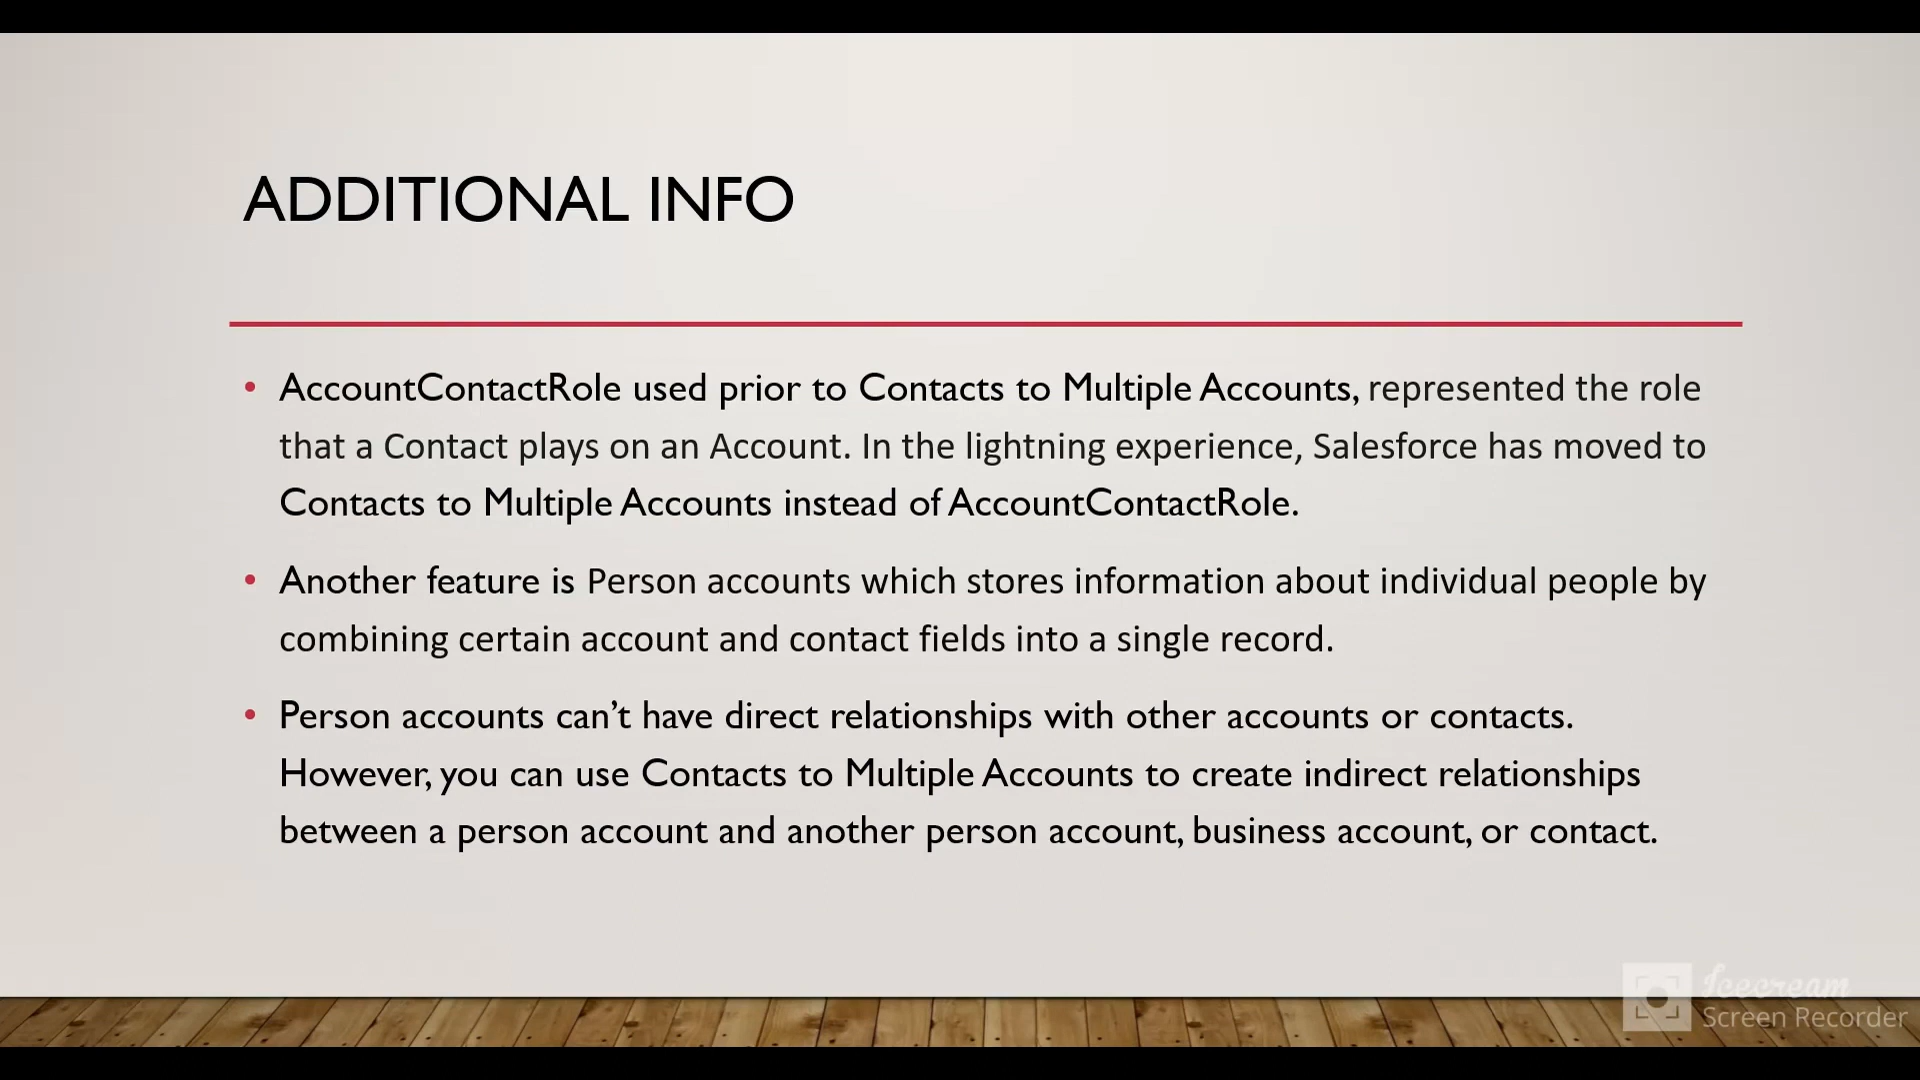 ADDITIONAL INFO
• AccountContactRole used prior to Contacts to Multiple Accounts, represented the role
that a Contact plays on an Account. In the lightning experience, Salesforce has moved to
Contacts to Multiple Accounts instead of AccountContactRole.
• Another feature is Person accounts which stores information about individual people by
combining certain account and contact fields into a single record.
• Person accounts can’t have direct relationships with other accounts or contacts.
However, you can use Contacts to Multiple Accounts to create indirect relationships
between a person account and another person account, business account, or contact.
Icecream
Screen Recorder